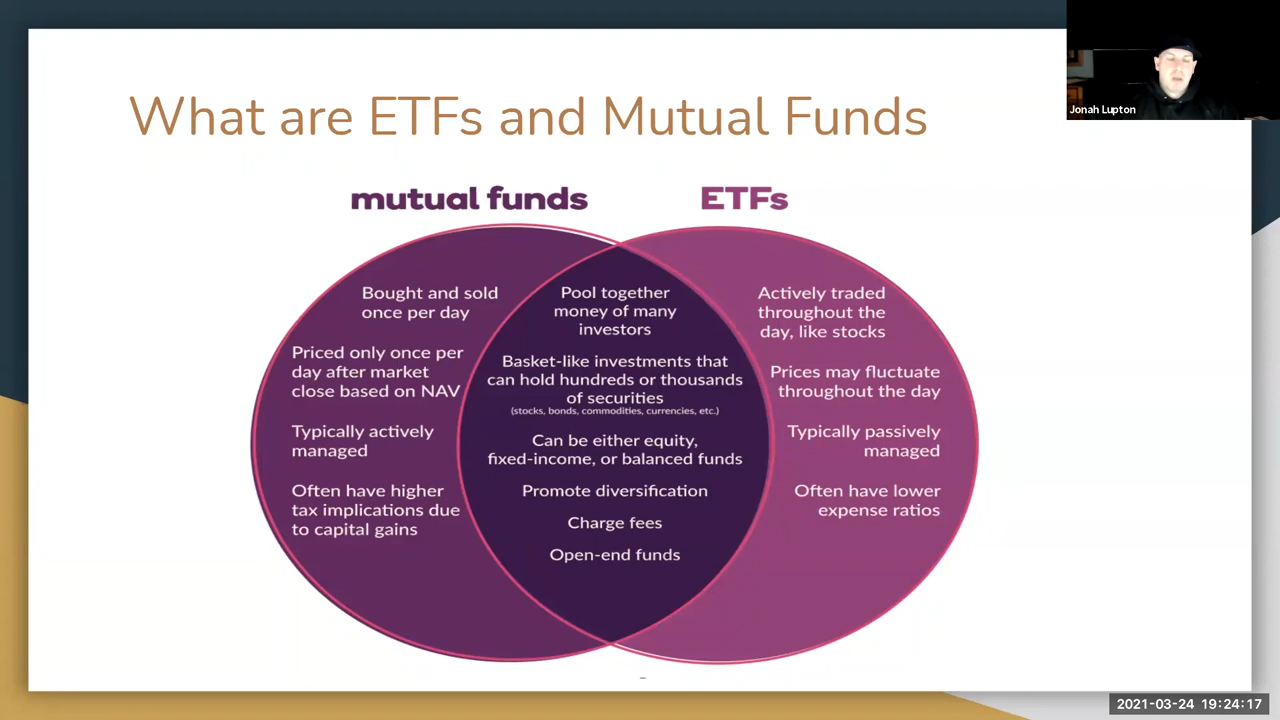 What are ETFs and Mutual Funds
Jonah Lupton
mutual funds
ETFs
Bought and sold
once per day
Priced only once per
day after market
close based on NAV
Typically actively
managed
Often have higher
tax implications due
to capital gains
Pool together
money of many
investors
Basket-like investments that
can hold hundreds or thousands
of securities
(stocks, bonds, commodities, currencies, etc.)
Can be either equity,
fixed-income, or balanced funds
Promote diversification
Charge fees
Open-end funds
Actively traded
throughout the
day, like stocks
Prices may fluctuate
throughout the day
Typically passively
managed
Often have lower
expense ratios
2021-03-24 19:24:17